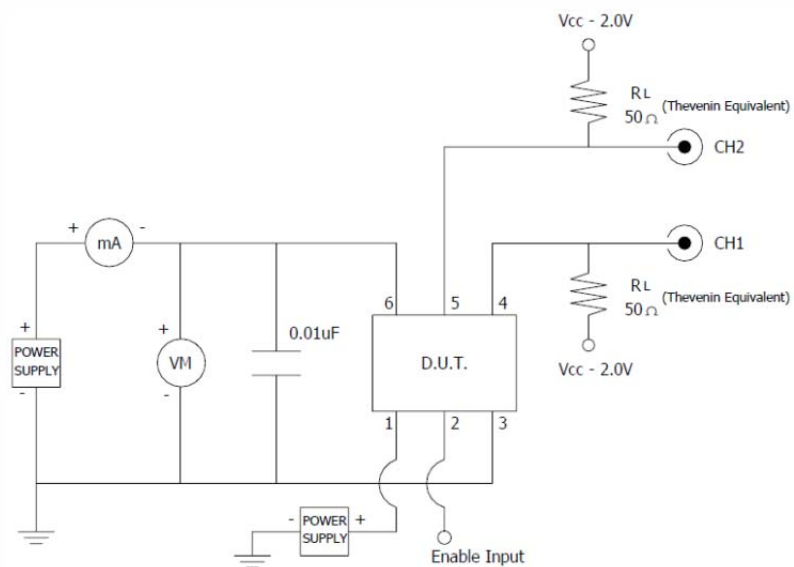 Vcc - 2.0V
RL (Thevenin Equivalent)
50Ω
CH2
+ -
mA
CH1
RL (Thevenin Equivalent)
50Ω
6 5 4
+
POWER
SUPPLY
-
+
VM
-
0.01uF
D.U.T.
Vcc - 2.0V
1 2 3
- POWER +
SUPPLY
Enable Input